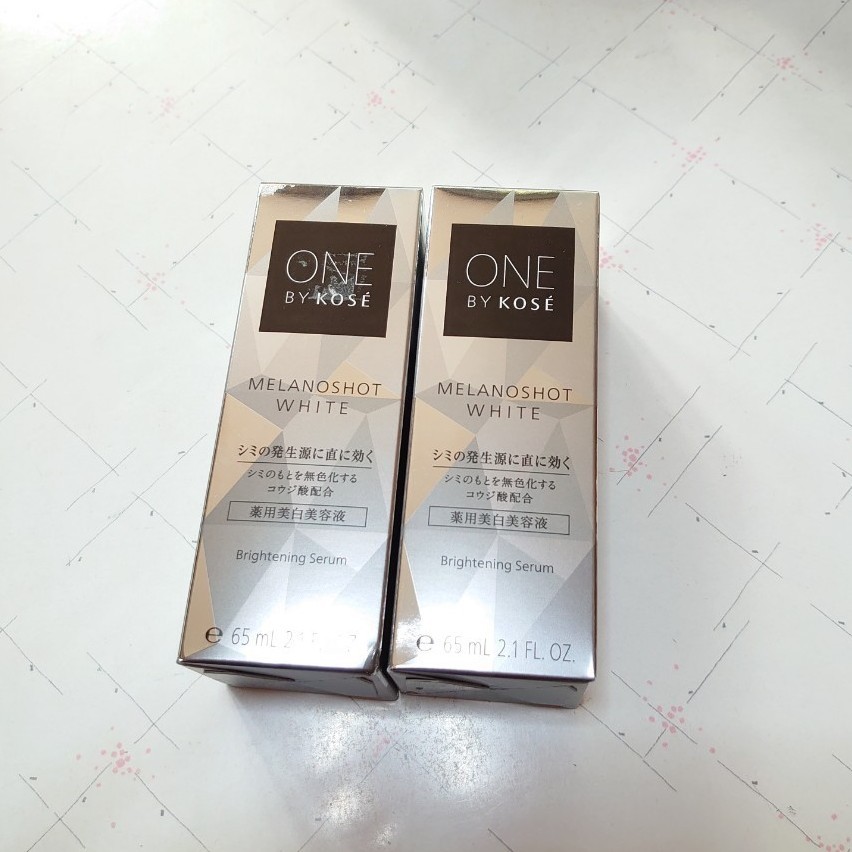 ONE
BY KOSÉ
MELANOSHOT
WHITE
シミの発生源に直に効く
シミのもとを無色化する
コウジ酸配合
薬用美白美容液
Brightening Serum
e 65 mL 2.1 FL. OZ.
ONE
BY KOSÉ
MELANOSHOT
WHITE
シミの発生源に直に効く
シミのもとを無色化する
コウジ酸配合
薬用美白美容液
Brightening Serum
e 65 mL 2.1 FL. OZ.